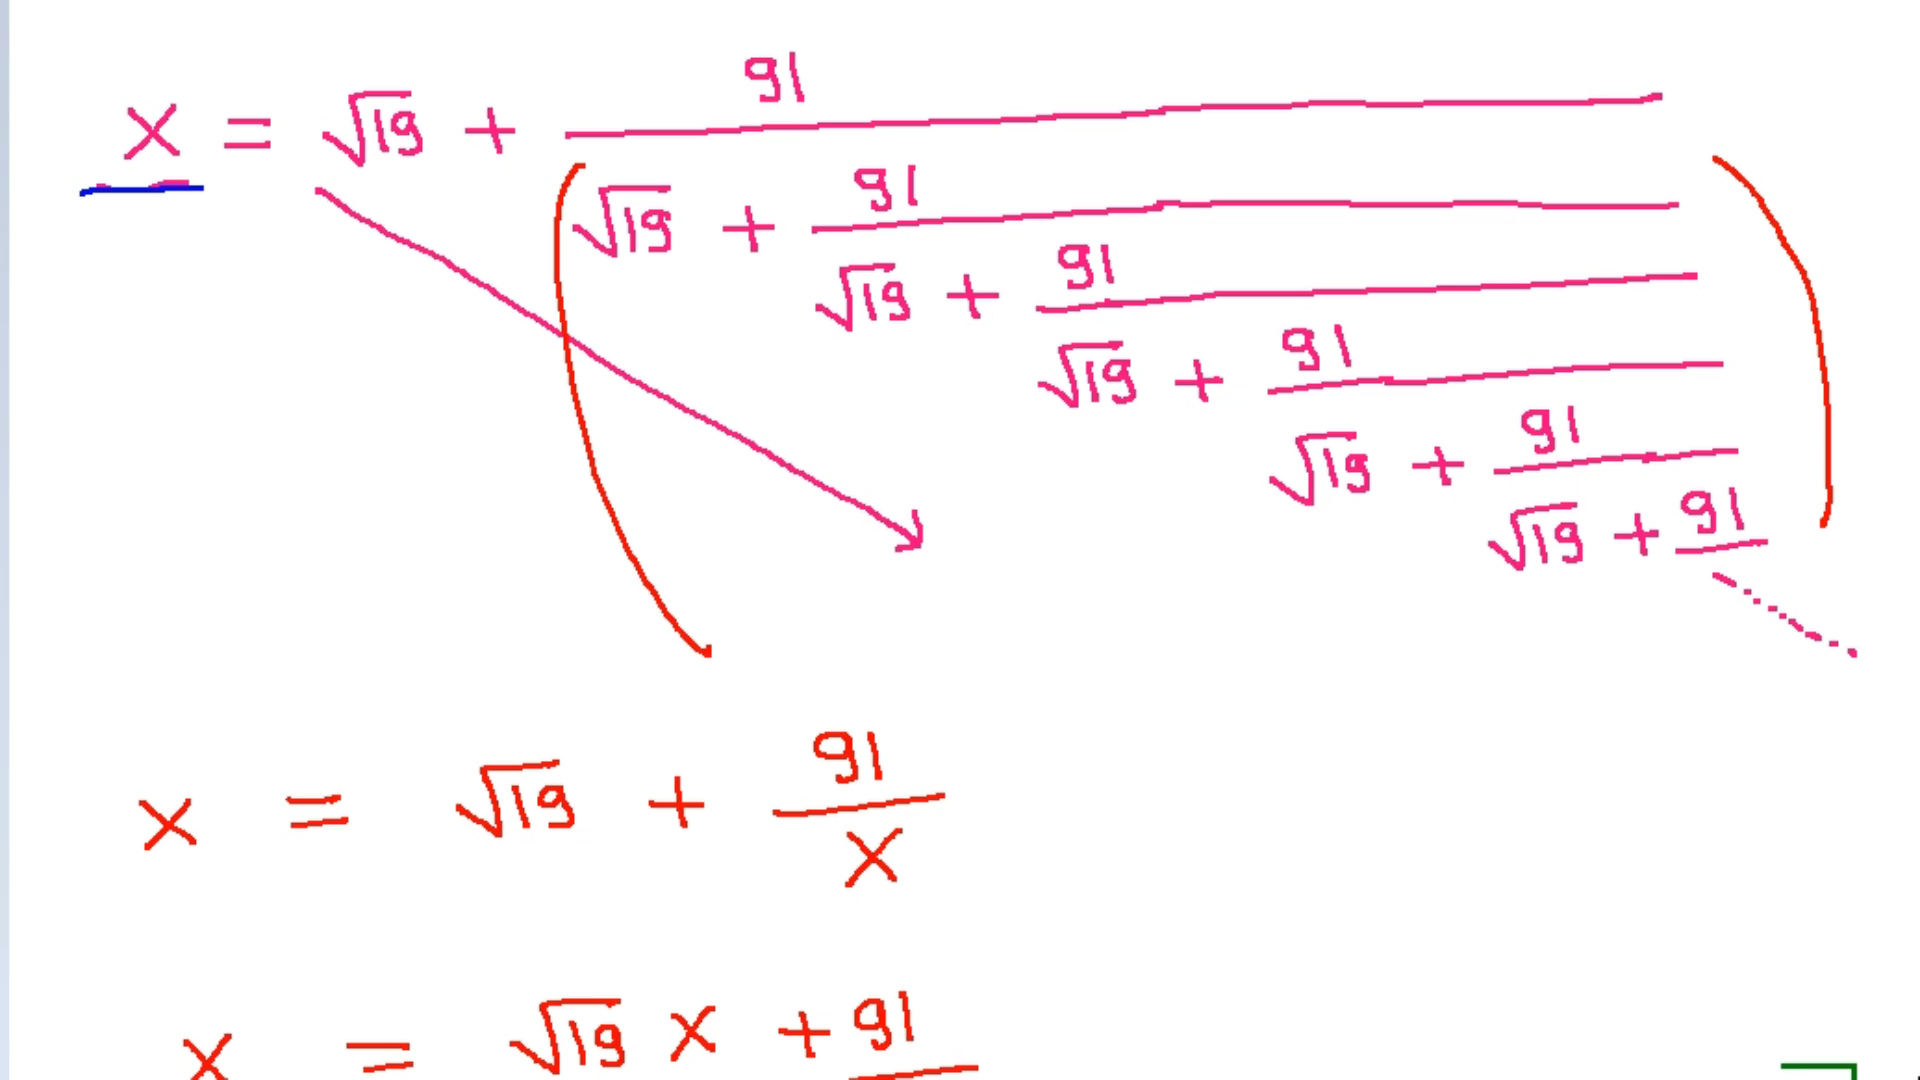 x = √19 + 91
√19 + 91
√19 + 91
√19 + 91
√19 + 91
√19 + 91
x = √19 + 91
x
x = √19 x + 91